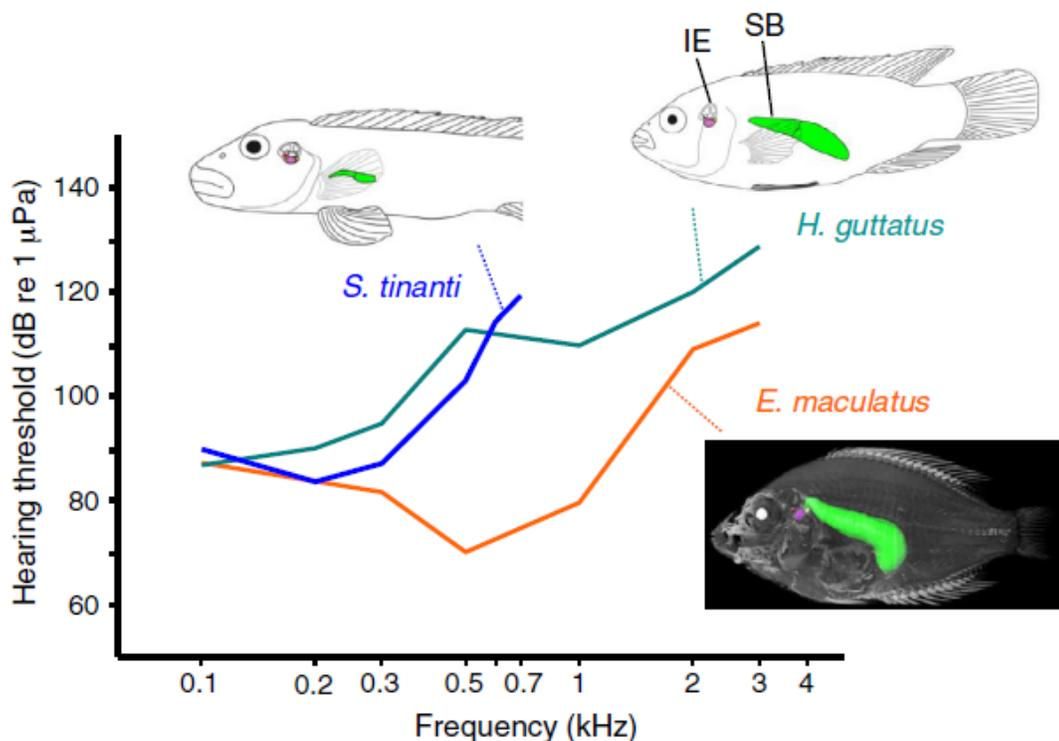 IE
SB
140
120
100
80
60
Hearing threshold (dB re 1 μPa)
S. tinanti
H. guttatus
E. maculatus
0.1
0.2
0.3
0.5
0.7
1
2
3
4
Frequency (kHz)